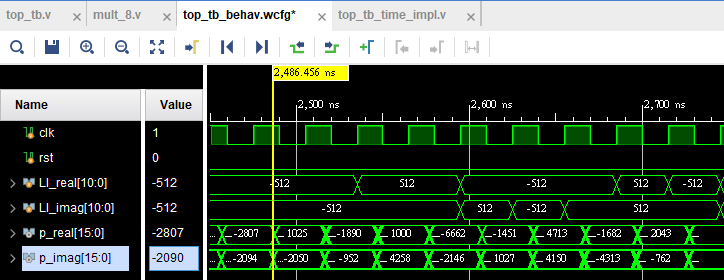 top_tb.v × mult_8.v × top_tb_behav.wcfg* × top_tb_time_impl.v ×
2,486.456 ns
2,500 ns 2,600 ns 2,700 ns
Name Value
clk 1
rst 0
LI_real[10:0] -512 -512 512 -512 512 -512
LI_imag[10:0] -512 -512 512 -512 512
p_real[15:0] -2807 -2807 1025 -1890 1000 -6662 -1451 4713 -1682 2043
p_imag[15:0] -2090 -2094 -2050 -952 4258 -2146 1027 4150 -4313 -762